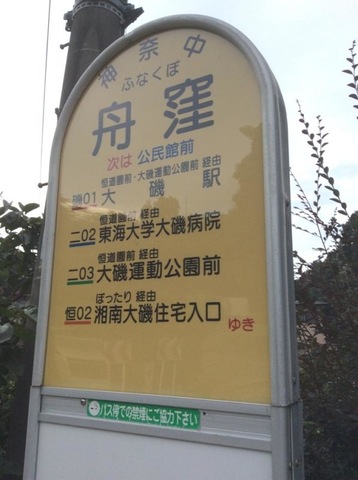 神奈中
ふなくぼ
舟窪
次は 公民館前
恒道園前・大磯運動公園前 経由
磯01 大磯駅
恒道園前 経由
二02 東海大学大磯病院
恒道園前 経由
二03 大磯運動公園前
ぽったり 経由
恒02 湘南大磯住宅入口 ゆき
バス停での禁煙にご協力下さい